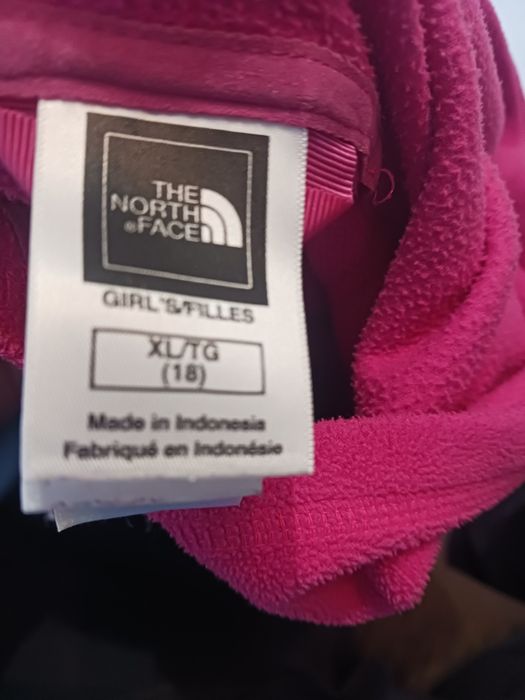 THE
NORTH
FACE
GIRL'S/FILLES
XL/TG
(18)
Made in Indonesia
Fabriqué en Indonésie